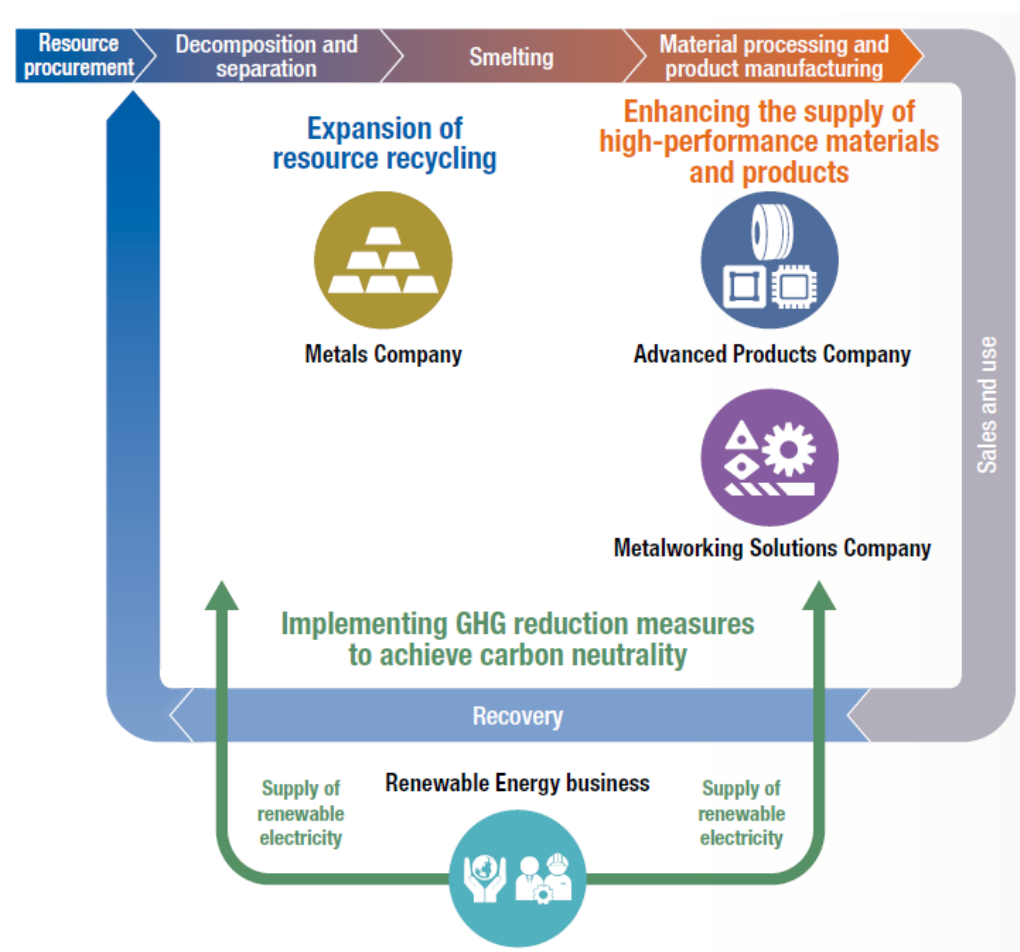 Resource
procurement
Decomposition and
separation
Smelting
Material processing and
product manufacturing
Expansion of
resource recycling
Enhancing the supply of
high-performance materials
and products
Metals Company
Advanced Products Company
Sales and use
Metalworking Solutions Company
Implementing GHG reduction measures
to achieve carbon neutrality
Recovery
Renewable Energy business
Supply of
renewable
electricity
Supply of
renewable
electricity